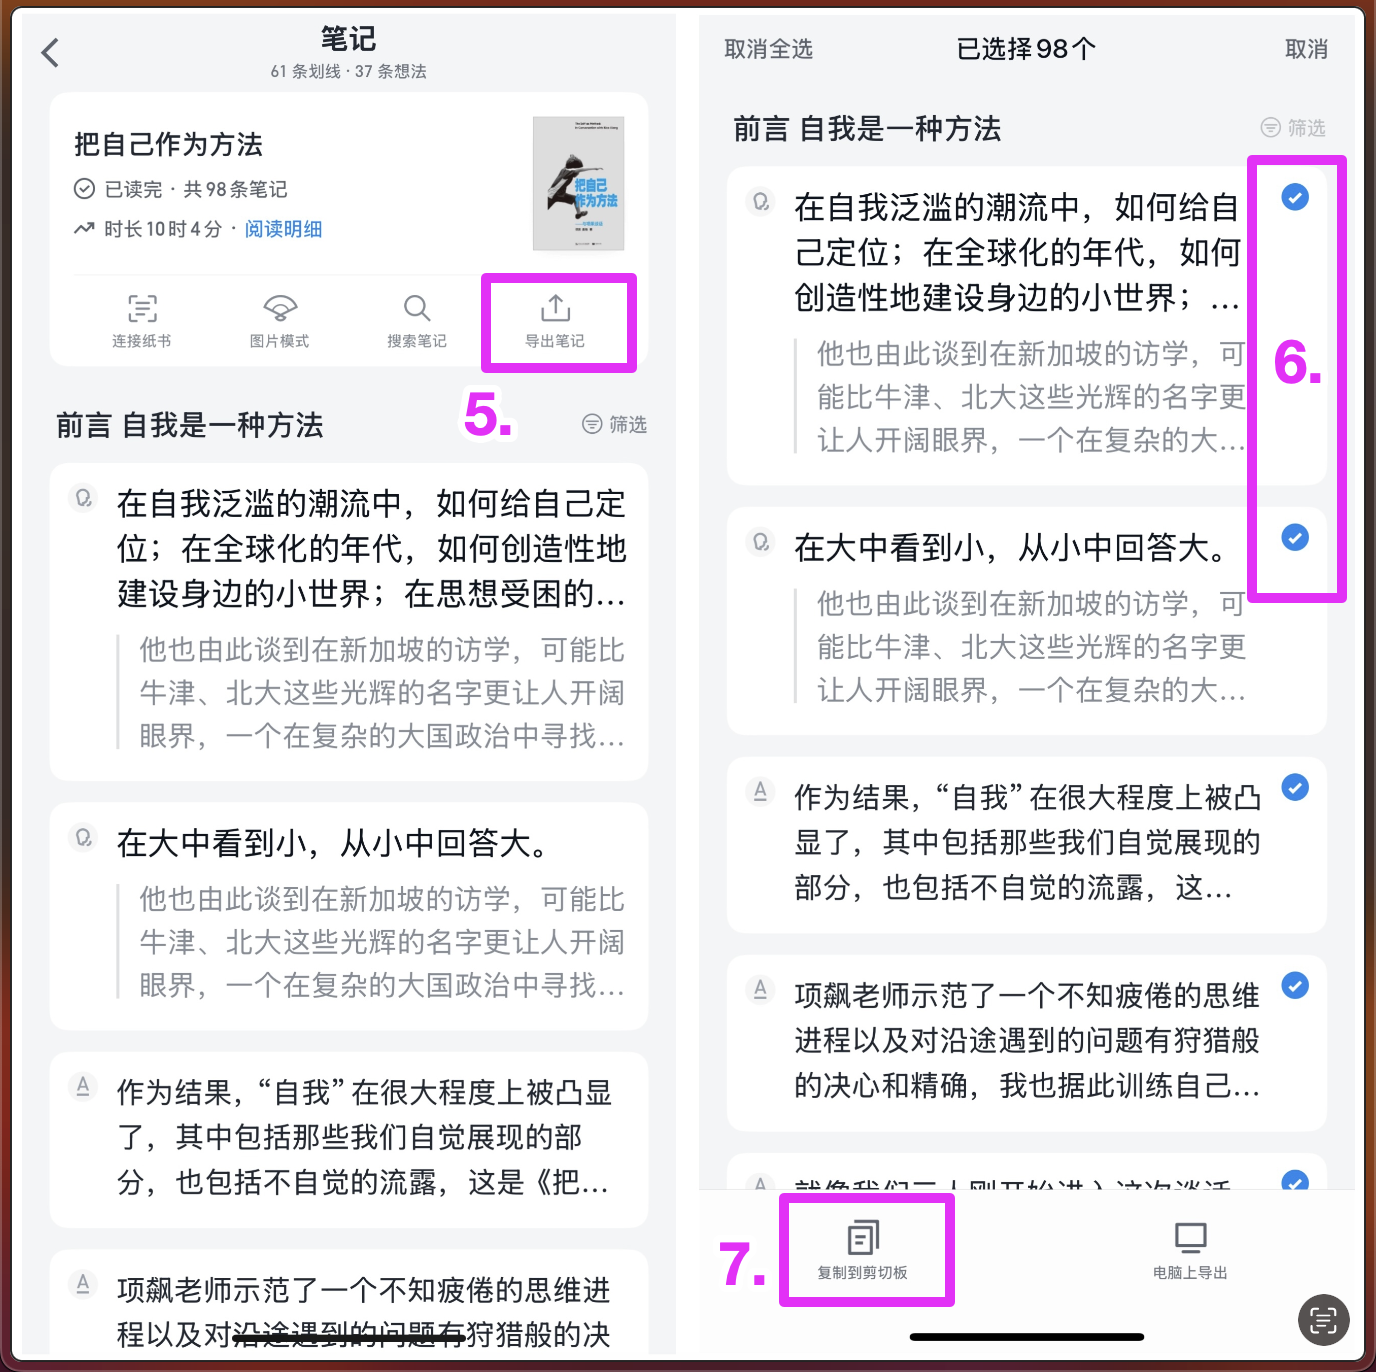 笔记
61 条划线 · 37 条想法
把自己作为方法
已读完 · 共 98 条笔记
时长 10 时 4 分 · 阅读明细
把自己
作为方法
连接纸书
图片模式
搜索笔记
导出笔记
5.
前言 自我是一种方法
筛选
在自我泛滥的潮流中，如何给自己定
位；在全球化的年代，如何创造性地
建设身边的小世界；在思想受困的...
他也由此谈到在新加坡的访学，可能比
牛津、北大这些光辉的名字更让人开阔
眼界，一个在复杂的大国政治中寻找...
在大中看到小，从小中回答大。
他也由此谈到在新加坡的访学，可能比
牛津、北大这些光辉的名字更让人开阔
眼界，一个在复杂的大国政治中寻找...
作为结果，“自我”在很大程度上被凸显
了，其中包括那些我们自觉展现的部
分，也包括不自觉的流露，这是《把...
项飙老师示范了一个不知疲倦的思维进
程以及对沿途遇到的问题有狩猎般的决
取消全选
已选择98个
取消
前言 自我是一种方法
筛选
在自我泛滥的潮流中，如何给自
己定位；在全球化的年代，如何
创造性地建设身边的小世界；...
他也由此谈到在新加坡的访学，可
能比牛津、北大这些光辉的名字更
让人开阔眼界，一个在复杂的大...
6.
在大中看到小，从小中回答大。
他也由此谈到在新加坡的访学，可
能比牛津、北大这些光辉的名字更
让人开阔眼界，一个在复杂的大...
作为结果，“自我”在很大程度上被凸
显了，其中包括那些我们自觉展现的
部分，也包括不自觉的流露，这...
项飙老师示范了一个不知疲倦的思维
进程以及对沿途遇到的问题有狩猎般
的决心和精确，我也据此训练自己...
就像我们三人刚开始进入这次谈话
7.
复制到剪切板
电脑上导出